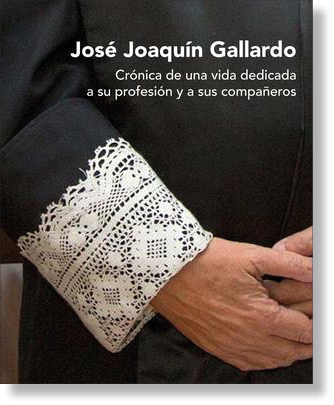 José Joaquín Gallardo
Crónica de una vida dedicada
a su profesión y a sus compañeros